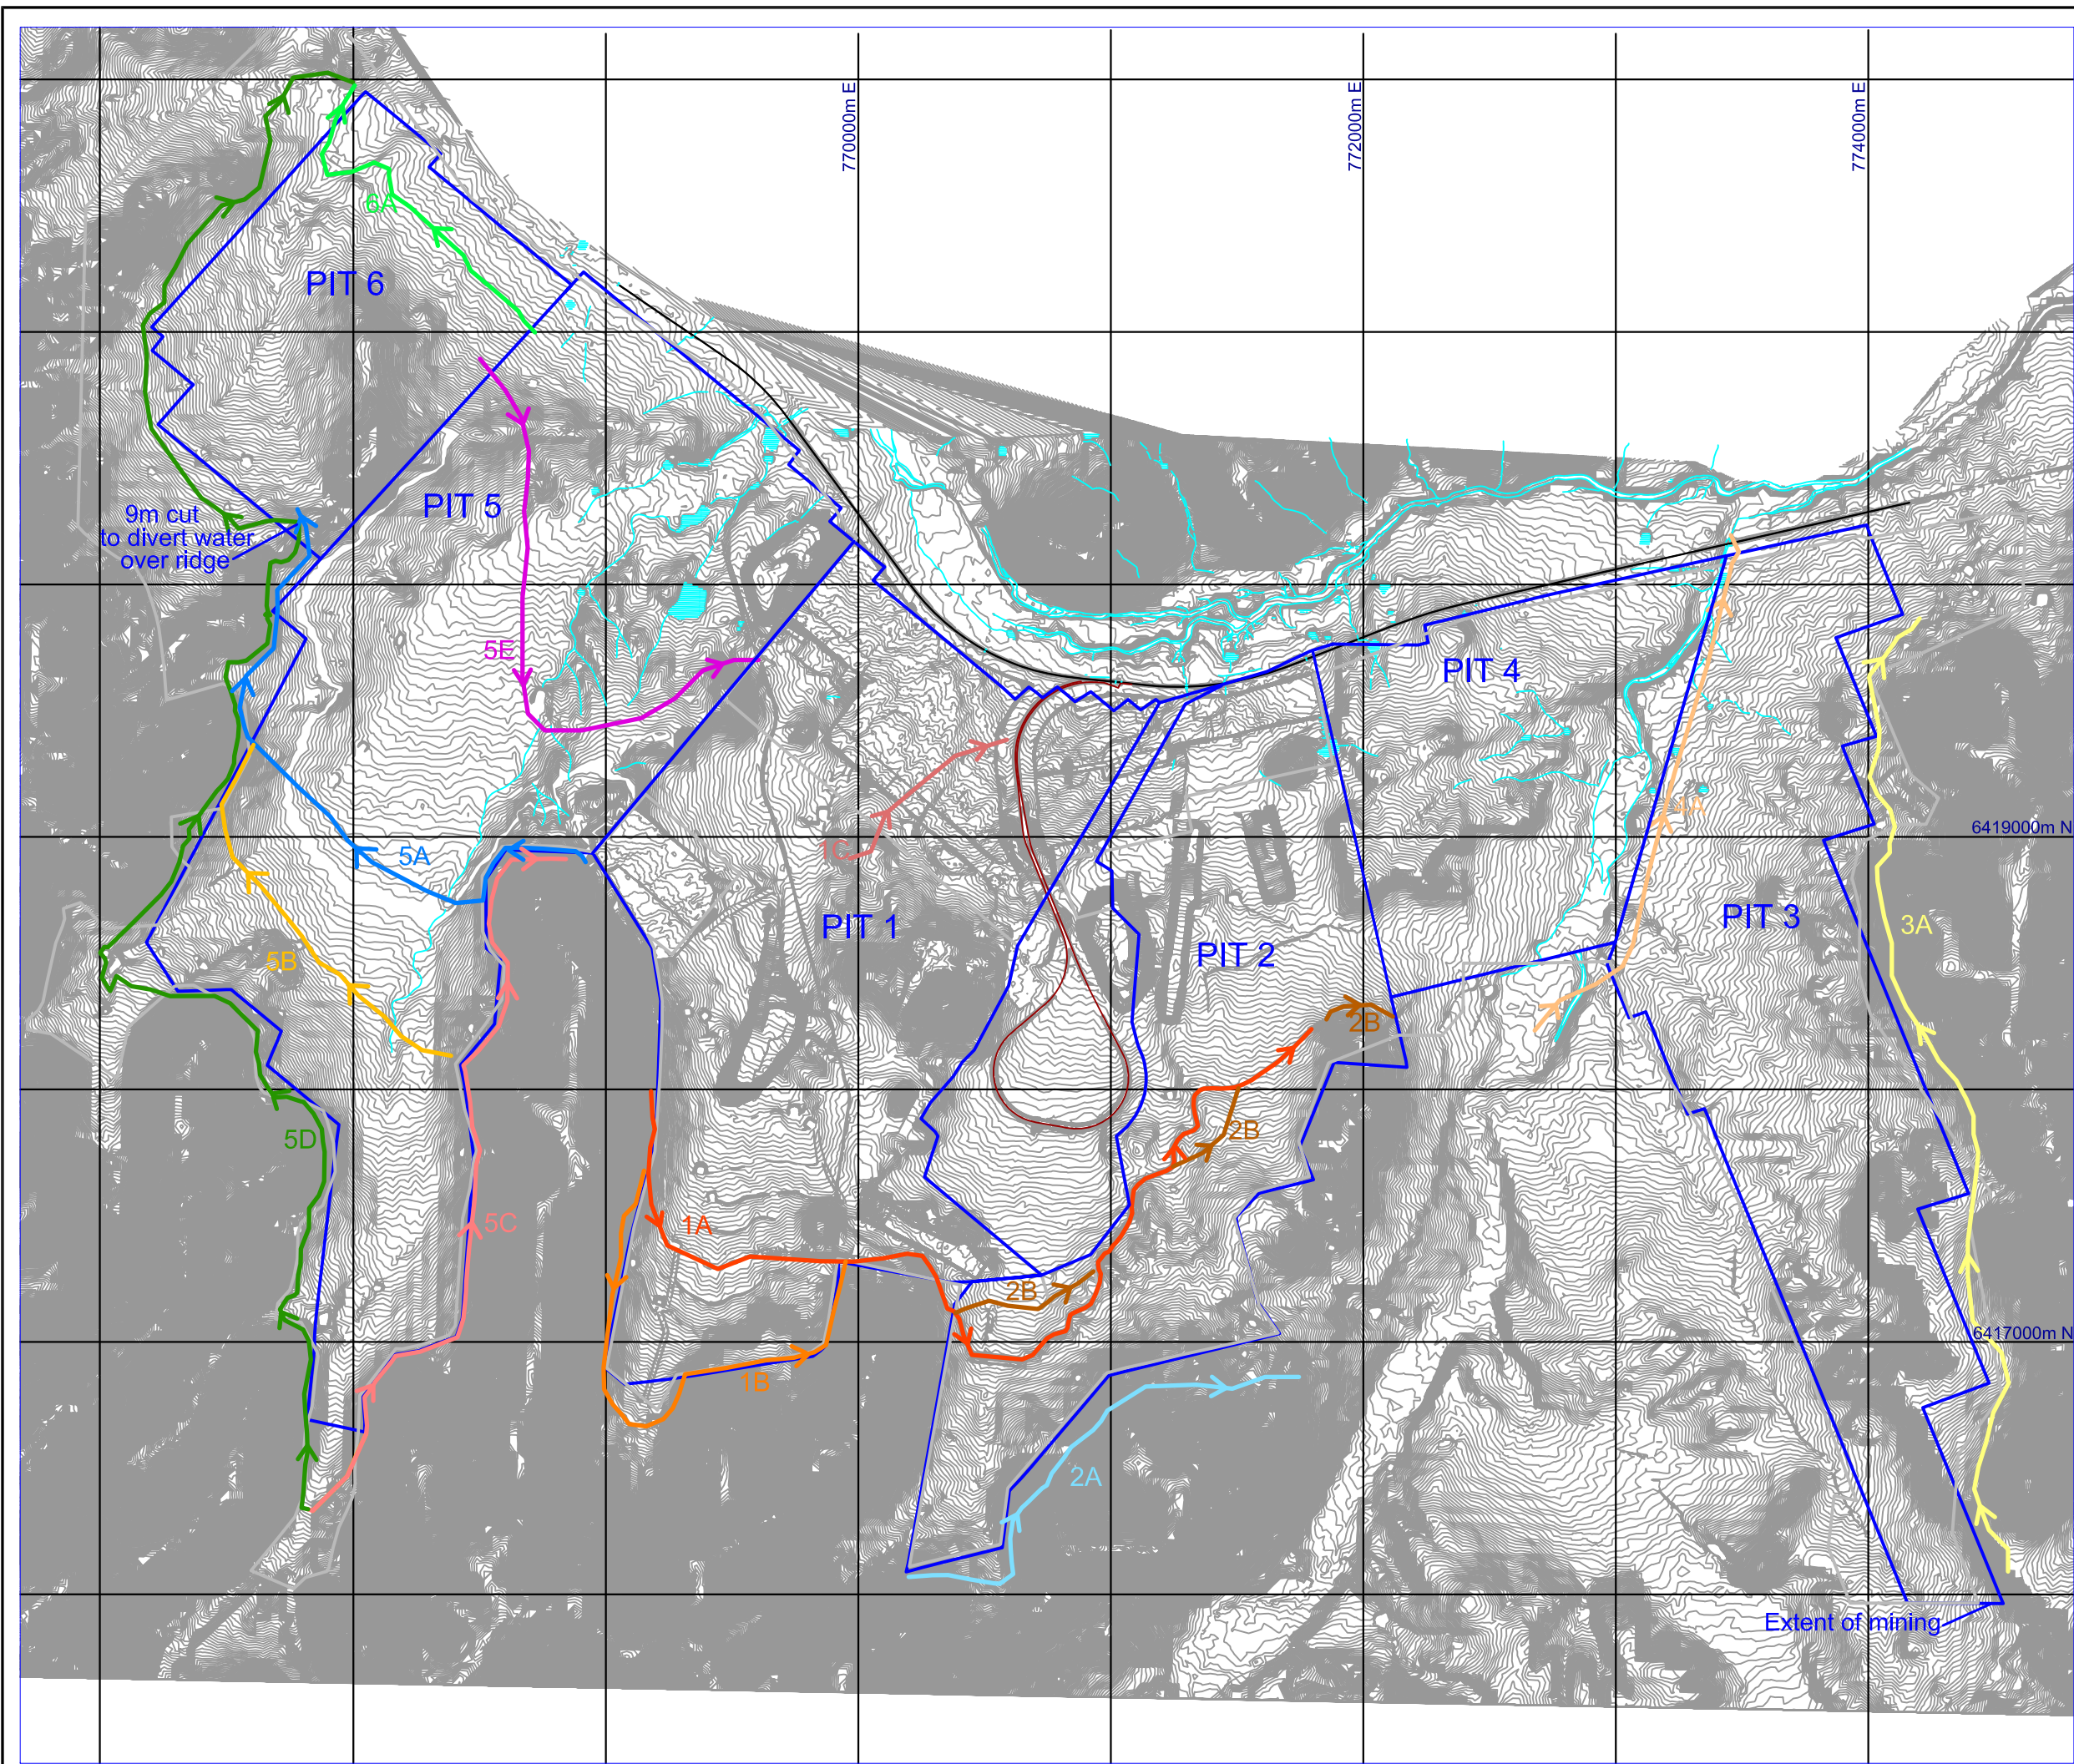 770000m E
772000m E
774000m E
6A
PIT 6
PIT 5
9m cut
to divert water
over ridge
5E
PIT 4
4A
6419000m N
1C
5A
PIT 1
PIT 3
3A
PIT 2
5B
2B
2B
5D
5C
1A
2B
6417000m N
1B
2A
Extent of mining